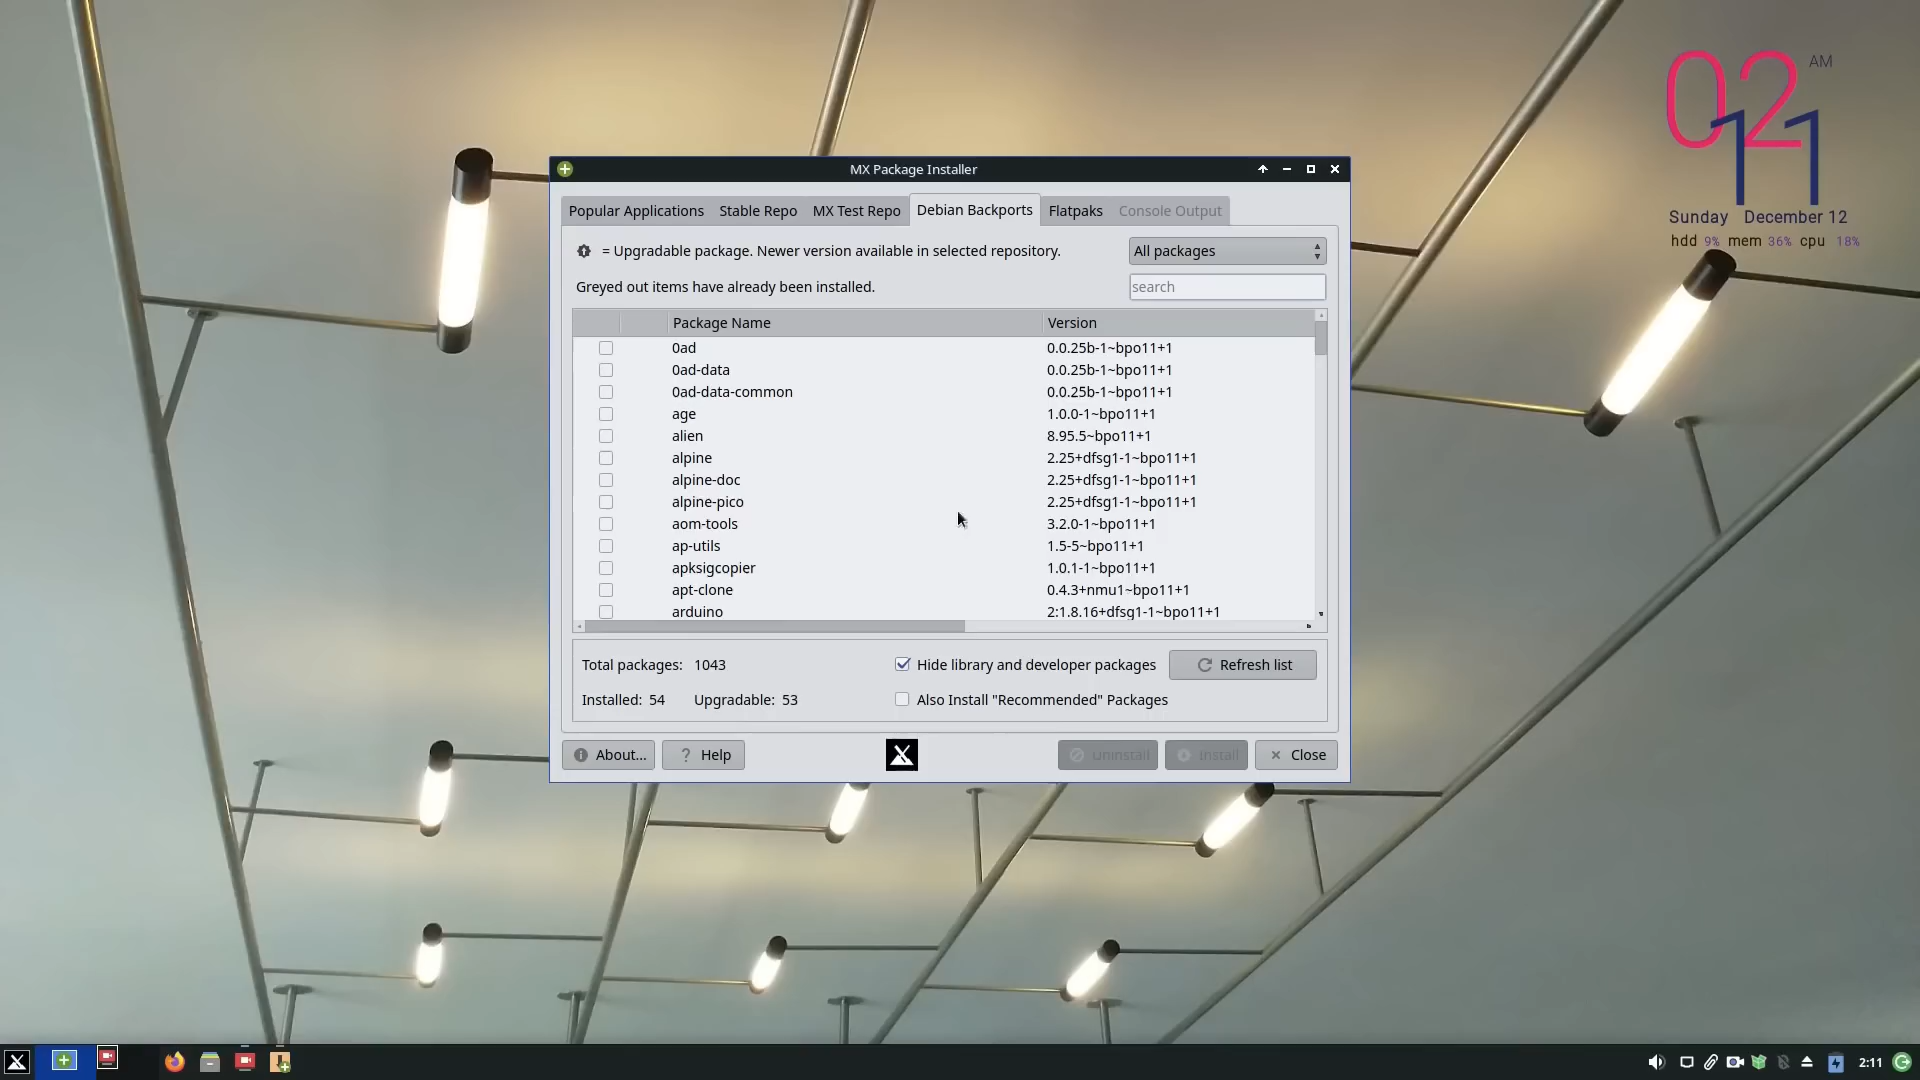 02 AM
11
Sunday December 12
hdd 9% mem 36% cpu 18%
MX Package Installer
Popular Applications Stable Repo MX Test Repo Debian Backports Flatpaks Console Output
= Upgradable package. Newer version available in selected repository. All packages
Greyed out items have already been installed. search
Package Name Version
0ad 0.0.25b-1~bpo11+1
0ad-data 0.0.25b-1~bpo11+1
0ad-data-common 0.0.25b-1~bpo11+1
age 1.0.0-1~bpo11+1
alien 8.95.5~bpo11+1
alpine 2.25+dfsg1-1~bpo11+1
alpine-doc 2.25+dfsg1-1~bpo11+1
alpine-pico 2.25+dfsg1-1~bpo11+1
aom-tools 3.2.0-1~bpo11+1
ap-utils 1.5-5~bpo11+1
apksigcopier 1.0.1-1~bpo11+1
apt-clone 0.4.3+nmu1~bpo11+1
arduino 2:1.8.16+dfsg1-1~bpo11+1
Total packages: 1043 Hide library and developer packages Refresh list
Installed: 54 Upgradable: 53 Also Install "Recommended" Packages
About... ? Help Uninstall Install Close
2:11